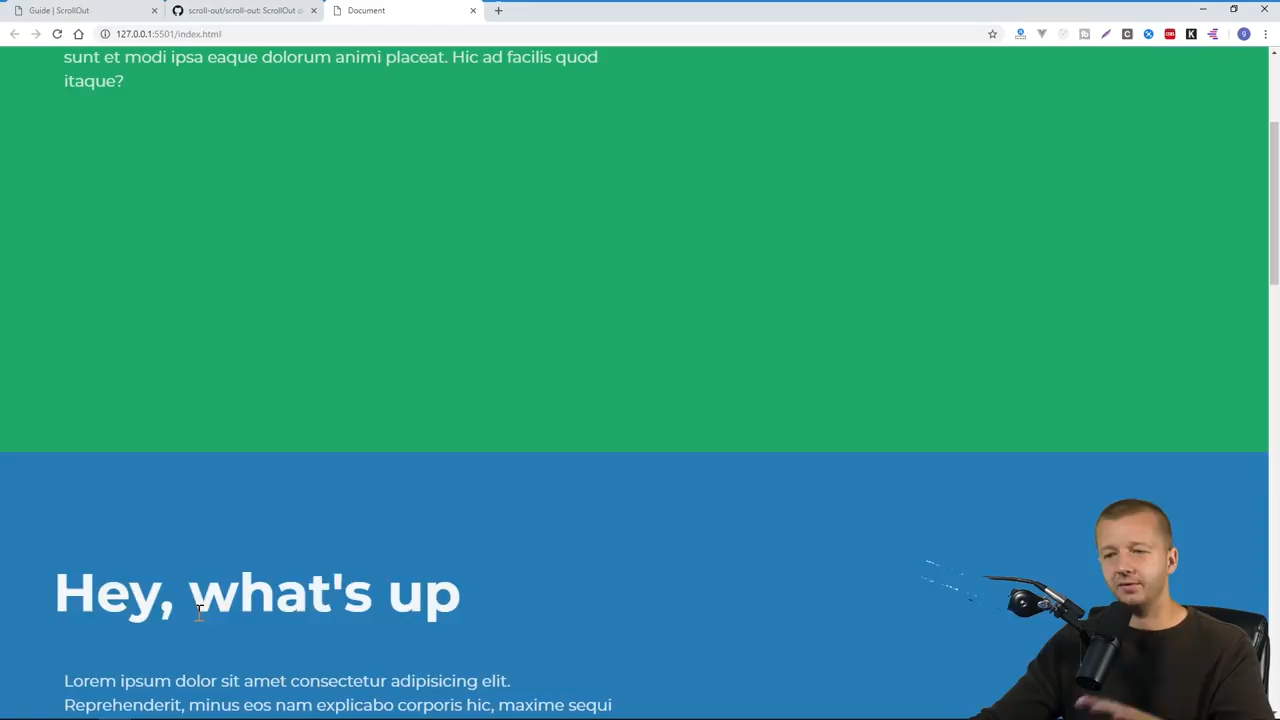 Guide | ScrollOut
scroll-out/scroll-out: ScrollOut d
Document
127.0.0.1:5501/index.html
sunt et modi ipsa eaque dolorum animi placeat. Hic ad facilis quod
itaque?
Hey, what's up
Lorem ipsum dolor sit amet consectetur adipisicing elit.
Reprehenderit, minus eos nam explicabo corporis hic, maxime sequi